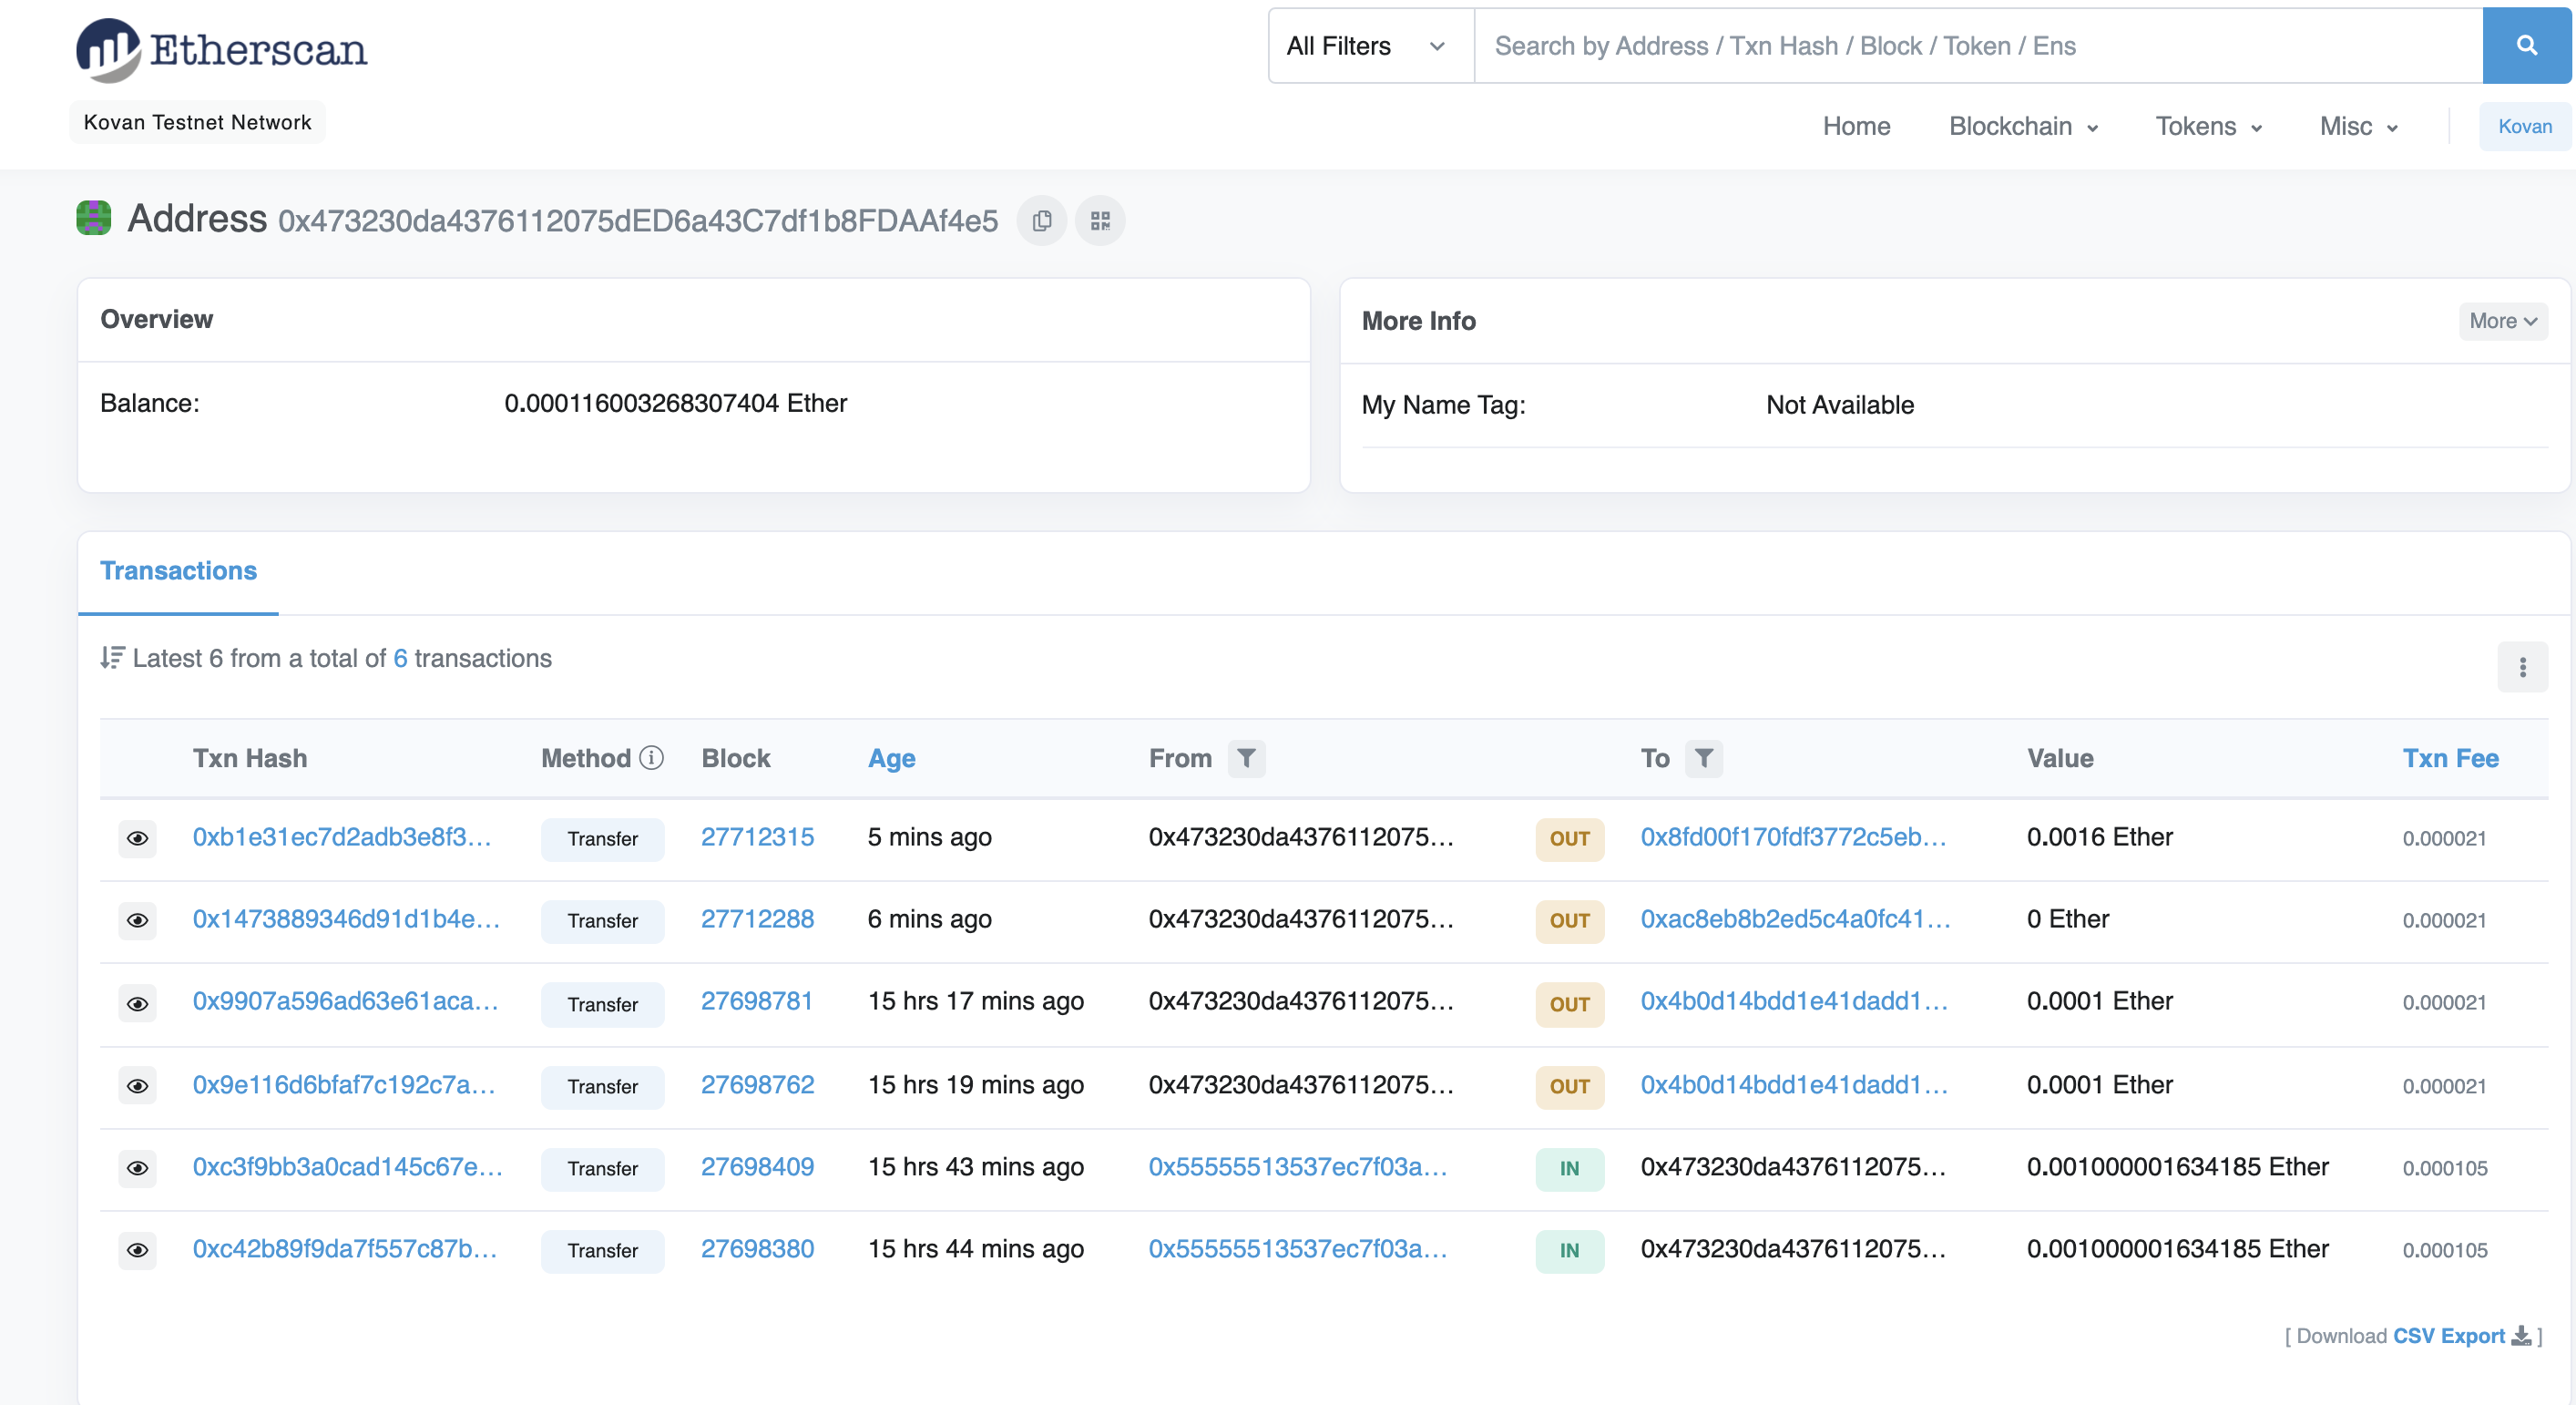 Etherscan
All Filters Search by Address / Txn Hash / Block / Token / Ens
Kovan Testnet Network
Home Blockchain Tokens Misc Kovan
Address 0x473230da4376112075dED6a43C7df1b8FDAAf4e5
Overview
Balance: 0.000116003268307404 Ether
More Info More
My Name Tag: Not Available
Transactions
Latest 6 from a total of 6 transactions
Txn Hash Method Block Age From To Value Txn Fee
0xb1e31ec7d2adb3e8f3... Transfer 27712315 5 mins ago 0x473230da4376112075... OUT 0x8fd00f170fdf3772c5eb... 0.0016 Ether 0.000021
0x1473889346d91d1b4e... Transfer 27712288 6 mins ago 0x473230da4376112075... OUT 0xac8eb8b2ed5c4a0fc41... 0 Ether 0.000021
0x9907a596ad63e61aca... Transfer 27698781 15 hrs 17 mins ago 0x473230da4376112075... OUT 0x4b0d14bdd1e41dadd1... 0.0001 Ether 0.000021
0x9e116d6bfaf7c192c7a... Transfer 27698762 15 hrs 19 mins ago 0x473230da4376112075... OUT 0x4b0d14bdd1e41dadd1... 0.0001 Ether 0.000021
0xc3f9bb3a0cad145c67e... Transfer 27698409 15 hrs 43 mins ago 0x55555513537ec7f03a... IN 0x473230da4376112075... 0.001000001634185 Ether 0.000105
0xc42b89f9da7f557c87b... Transfer 27698380 15 hrs 44 mins ago 0x55555513537ec7f03a... IN 0x473230da4376112075... 0.001000001634185 Ether 0.000105
[ Download CSV Export ]